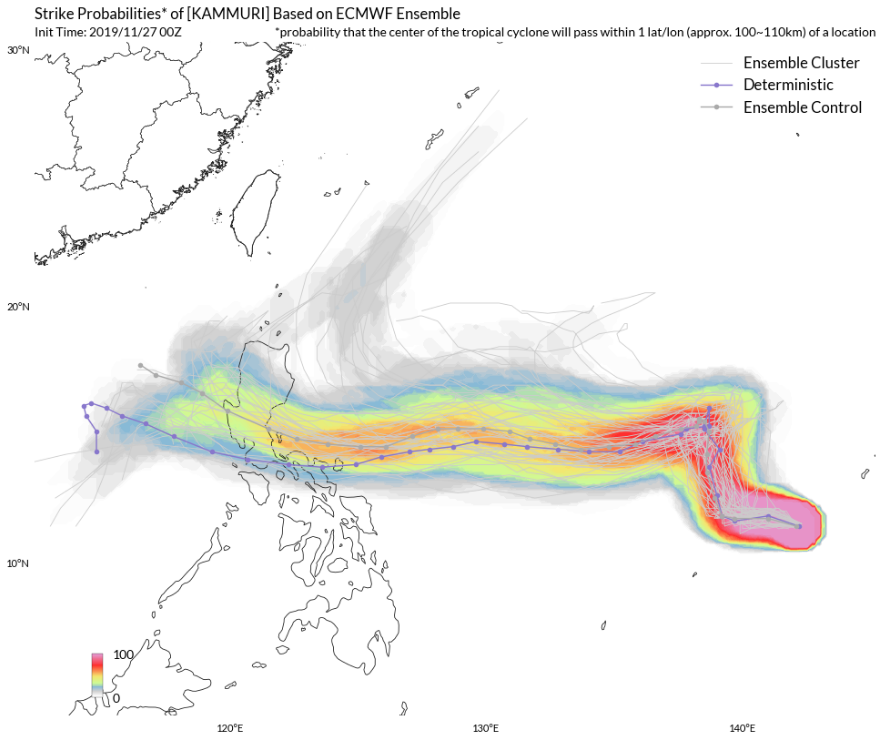 Strike Probabilities* of [KAMMURI] Based on ECMWF Ensemble
Init Time: 2019/11/27 00Z
*probability that the center of the tropical cyclone will pass within 1 lat/lon (approx. 100~110km) of a location
30°N
Ensemble Cluster
Deterministic
Ensemble Control
20°N
10°N
100
0
120°E
130°E
140°E